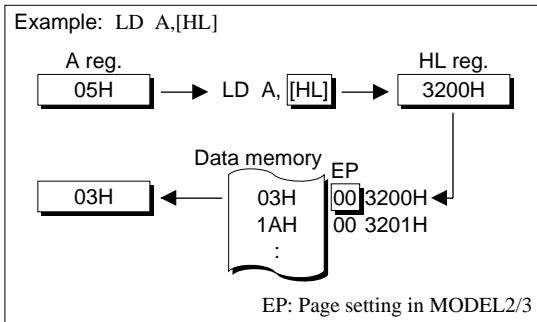 Example: LD A,[HL]
A reg. HL reg.
05H LD A, [HL] 3200H
Data memory EP
03H 03H 00 3200H
1AH 00 3201H
:
EP: Page setting in MODEL2/3